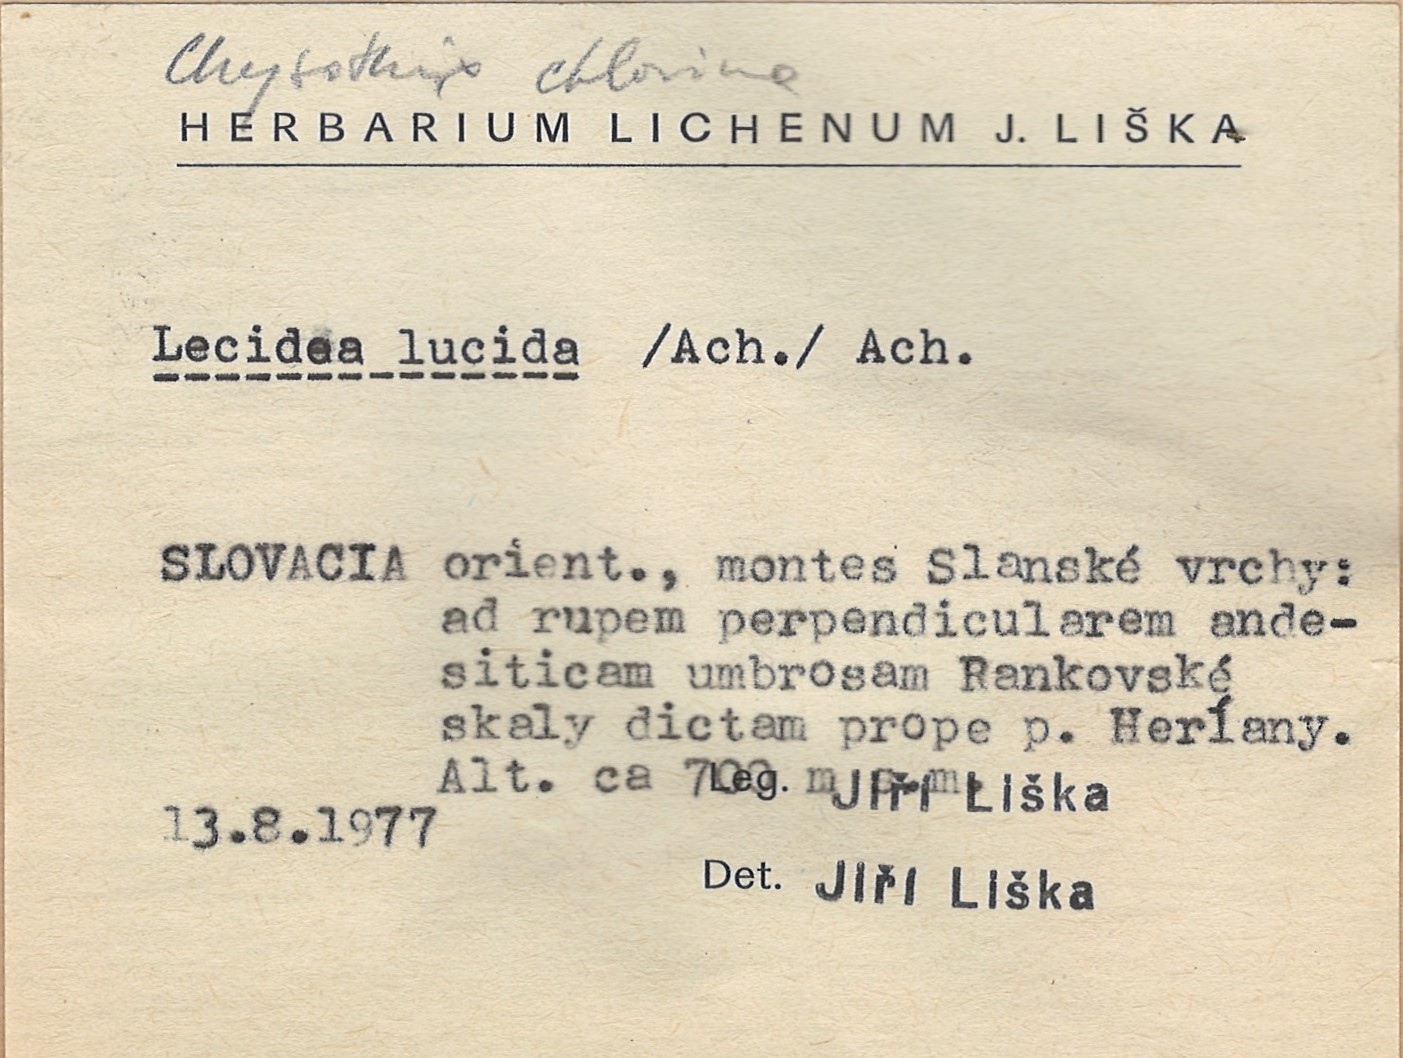 Chrysothrix chlorina
HERBARIUM LICHENUM J. LIŠKA
Lecidea lucida /Ach./ Ach.
SLOVACIA orient., montes Slanské vrchy:
ad rupem perpendicularem ande-
siticam umbrosam Rankovské
skaly dictam prope p. Herĺany.
Alt. ca 700 m s.m.
Leg. Jiří Liška
13.8.1977
Det. Jiří Liška